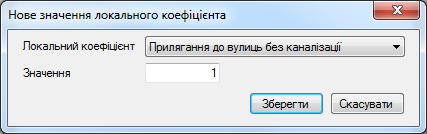 Нове значення локального коефіцієнта
Локальний коефіцієнт Прилягання до вулиць без каналізації
Значення 1
Зберегти Скасувати